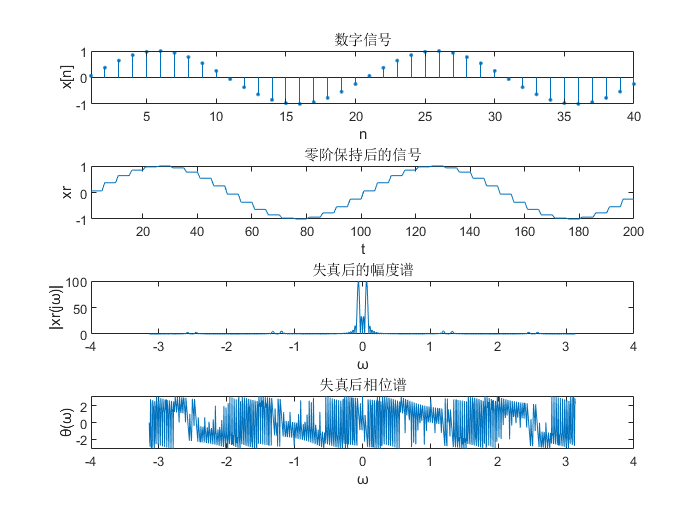 数字信号
1
0
-1
x[n]
5 10 15 20 25 30 35 40
n
零阶保持后的信号
1
0
-1
xr
20 40 60 80 100 120 140 160 180 200
t
失真后的幅度谱
100
50
0
|xr(jω)|
-4 -3 -2 -1 0 1 2 3 4
ω
失真后相位谱
2
0
-2
θ(ω)
-4 -3 -2 -1 0 1 2 3 4
ω